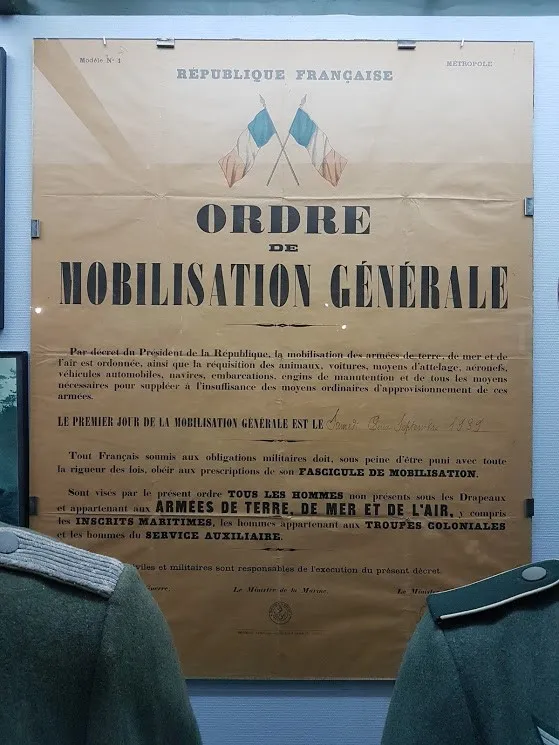 Modèle N° 1
MÉTROPOLE
RÉPUBLIQUE FRANÇAISE
ORDRE
DE
MOBILISATION GÉNÉRALE
Par décret du Président de la République, la mobilisation des armées de terre, de mer et de
l'air est ordonnée, ainsi que la réquisition des animaux, voitures, moyens d'attelage, aéronefs,
véhicules automobiles, navires, embarcations, engins de manutention et de tous les moyens
nécessaires pour suppléer à l'insuffisance des moyens ordinaires d'approvisionnement de ces
armées.
LE PREMIER JOUR DE LA MOBILISATION GÉNÉRALE EST LE Samedi Septembre 1939
Tout Français soumis aux obligations militaires doit, sous peine d'être puni avec toute
la rigueur des lois, obéir aux prescriptions de son FASCICULE DE MOBILISATION.
Sont visés par le présent ordre TOUS LES HOMMES non présents sous les Drapeaux
et appartenant aux ARMÉES DE TERRE, DE MER ET DE L'AIR, y compris
les INSCRITS MARITIMES, les hommes appartenant aux TROUPES COLONIALES
et les hommes du SERVICE AUXILIAIRE.
civiles et militaires sont responsables de l'exécution du présent décret
Le Ministre de la Marine.
Le